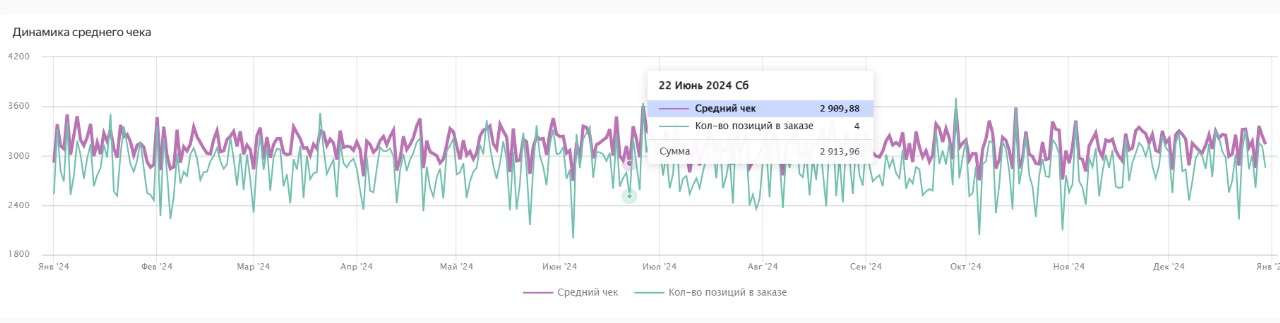 Динамика среднего чека
4200
22 Июнь 2024 Сб
3600
Средний чек 2 909,88
Кол-во позиций в заказе 4
3000
Сумма 2 913,96
2400
1800
Янв '24 Фев '24 Мар '24 Апр '24 Май '24 Июн '24 Июл '24 Авг '24 Сен '24 Окт '24 Ноя '24 Дек '24 Янв '2
Средний чек Кол-во позиций в заказе